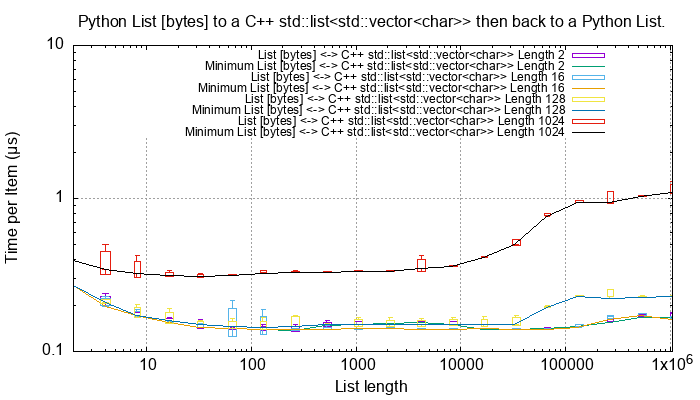 Python List [bytes] to a C++ std::list<std::vector<char>> then back to a Python List.
10
List [bytes] <-> C++ std::list<std::vector<char>> Length 2
Minimum List [bytes] <-> C++ std::list<std::vector<char>> Length 2
List [bytes] <-> C++ std::list<std::vector<char>> Length 16
Minimum List [bytes] <-> C++ std::list<std::vector<char>> Length 16
List [bytes] <-> C++ std::list<std::vector<char>> Length 128
Minimum List [bytes] <-> C++ std::list<std::vector<char>> Length 128
List [bytes] <-> C++ std::list<std::vector<char>> Length 1024
Minimum List [bytes] <-> C++ std::list<std::vector<char>> Length 1024
Time per Item (µs)
1
0.1
10 100 1000 10000 100000 1x10⁶
List length